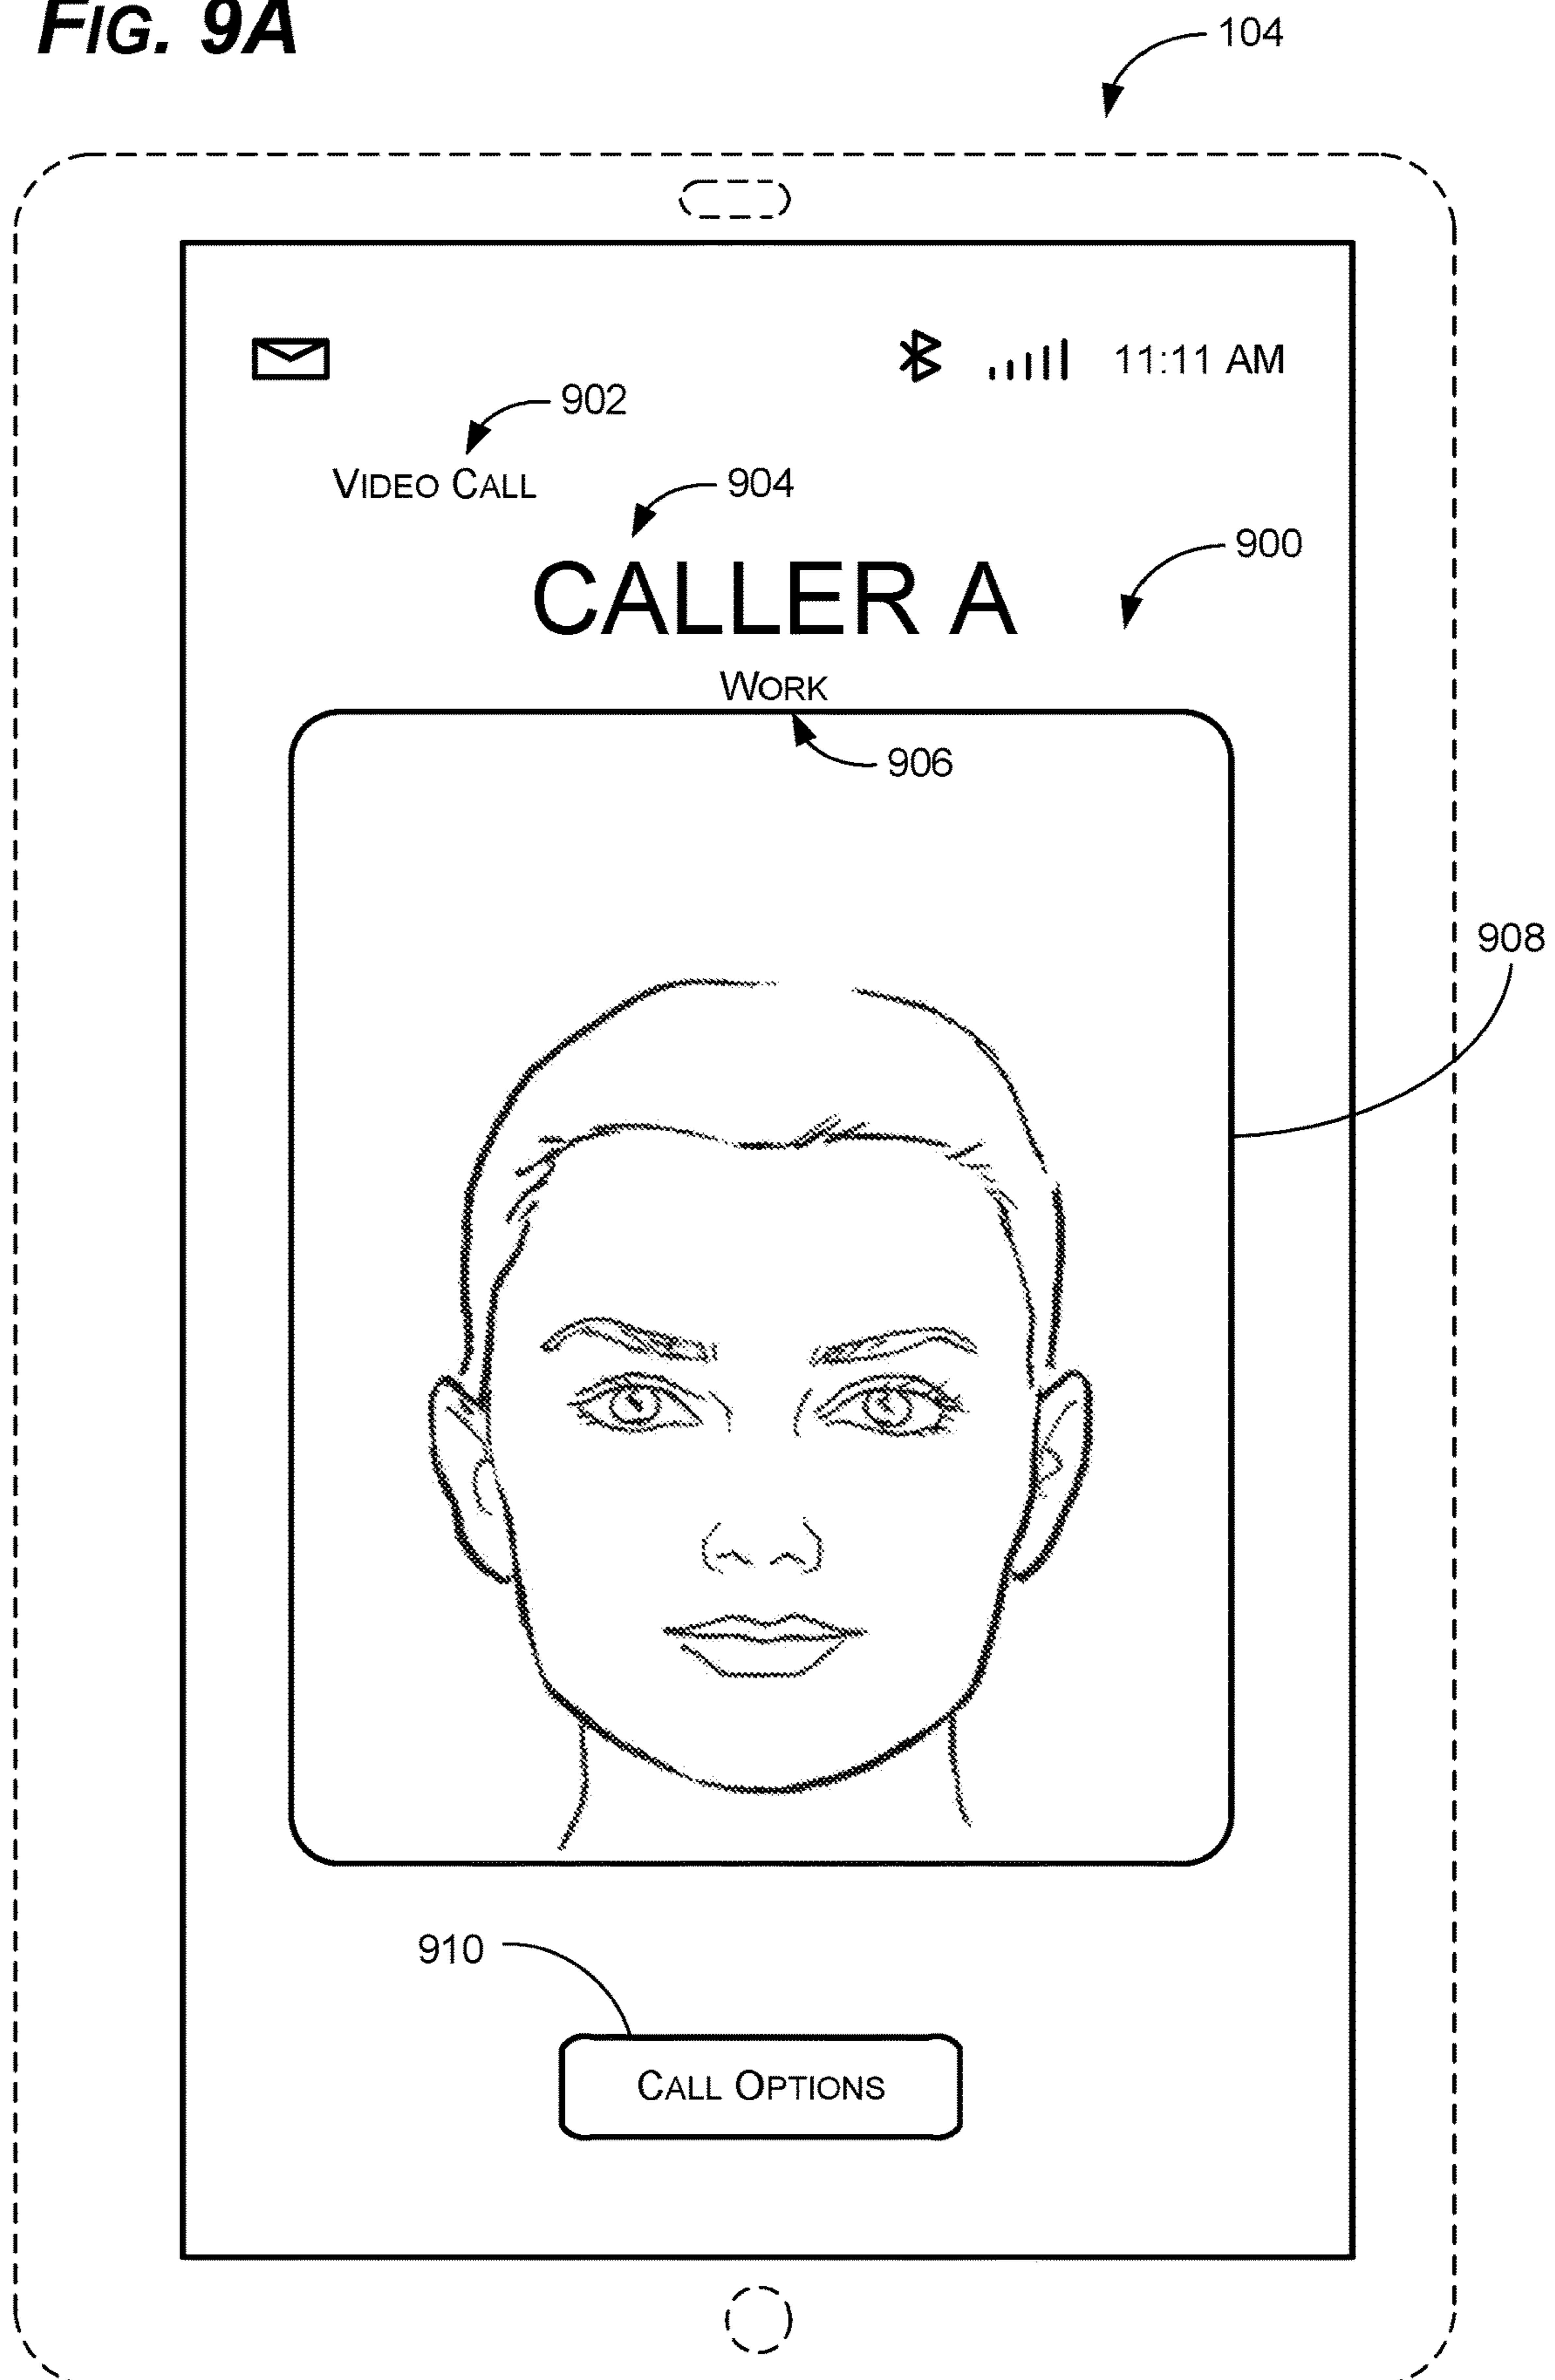 FIG. 9A
104
11:11 AM
902
VIDEO CALL
904
900
CALLER A
WORK
906
908
910
CALL OPTIONS